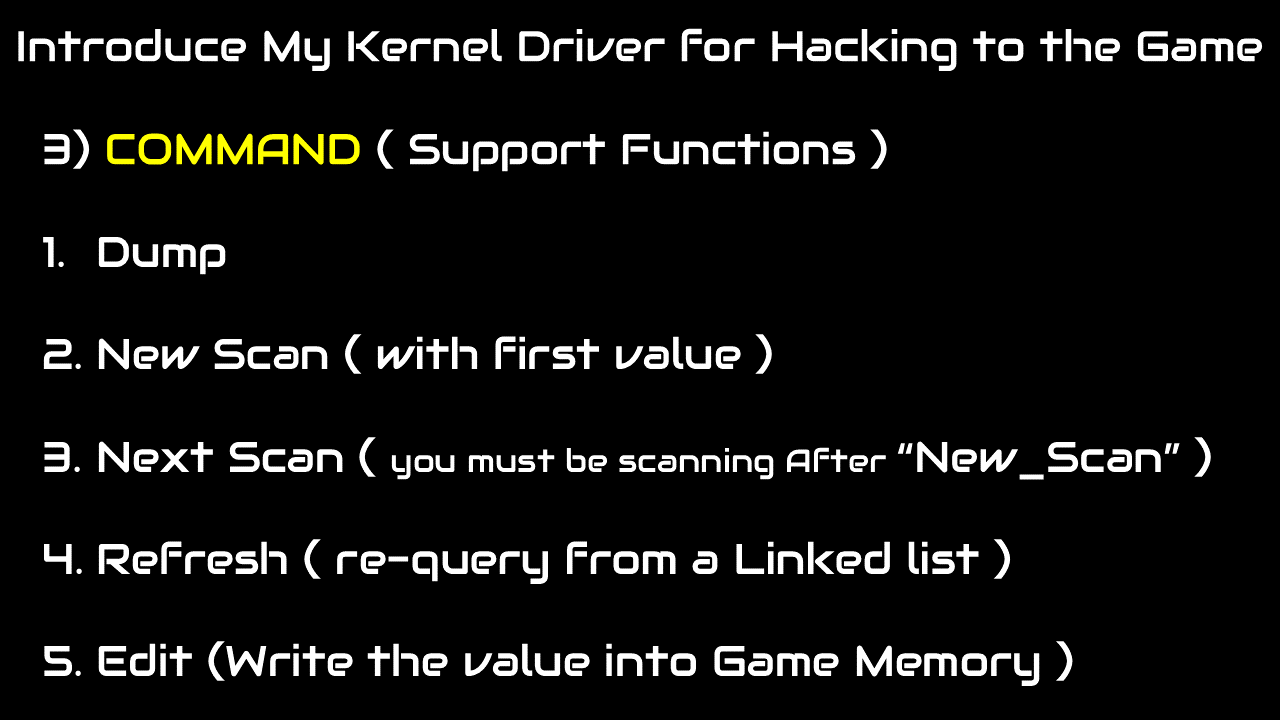 Introduce My Kernel Driver for Hacking to the Game
3) COMMAND ( Support Functions )
1. Dump
2. New Scan ( with first value )
3. Next Scan ( you must be scanning After “New_Scan” )
4. Refresh ( re-query from a Linked list )
5. Edit (Write the value into Game Memory )